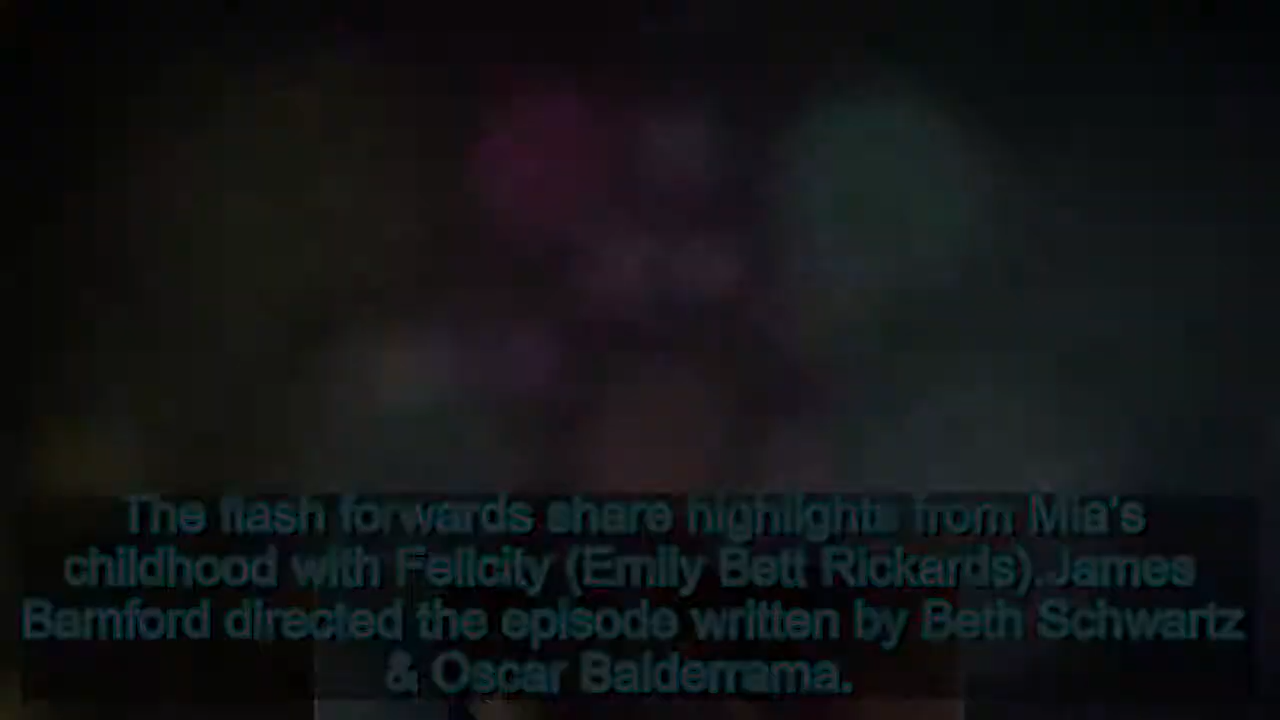 The flash forwards share highlights from Mia's
childhood with Felicity (Emily Bett Rickards).James
Bamford directed the episode written by Beth Schwartz
& Oscar Balderrama.